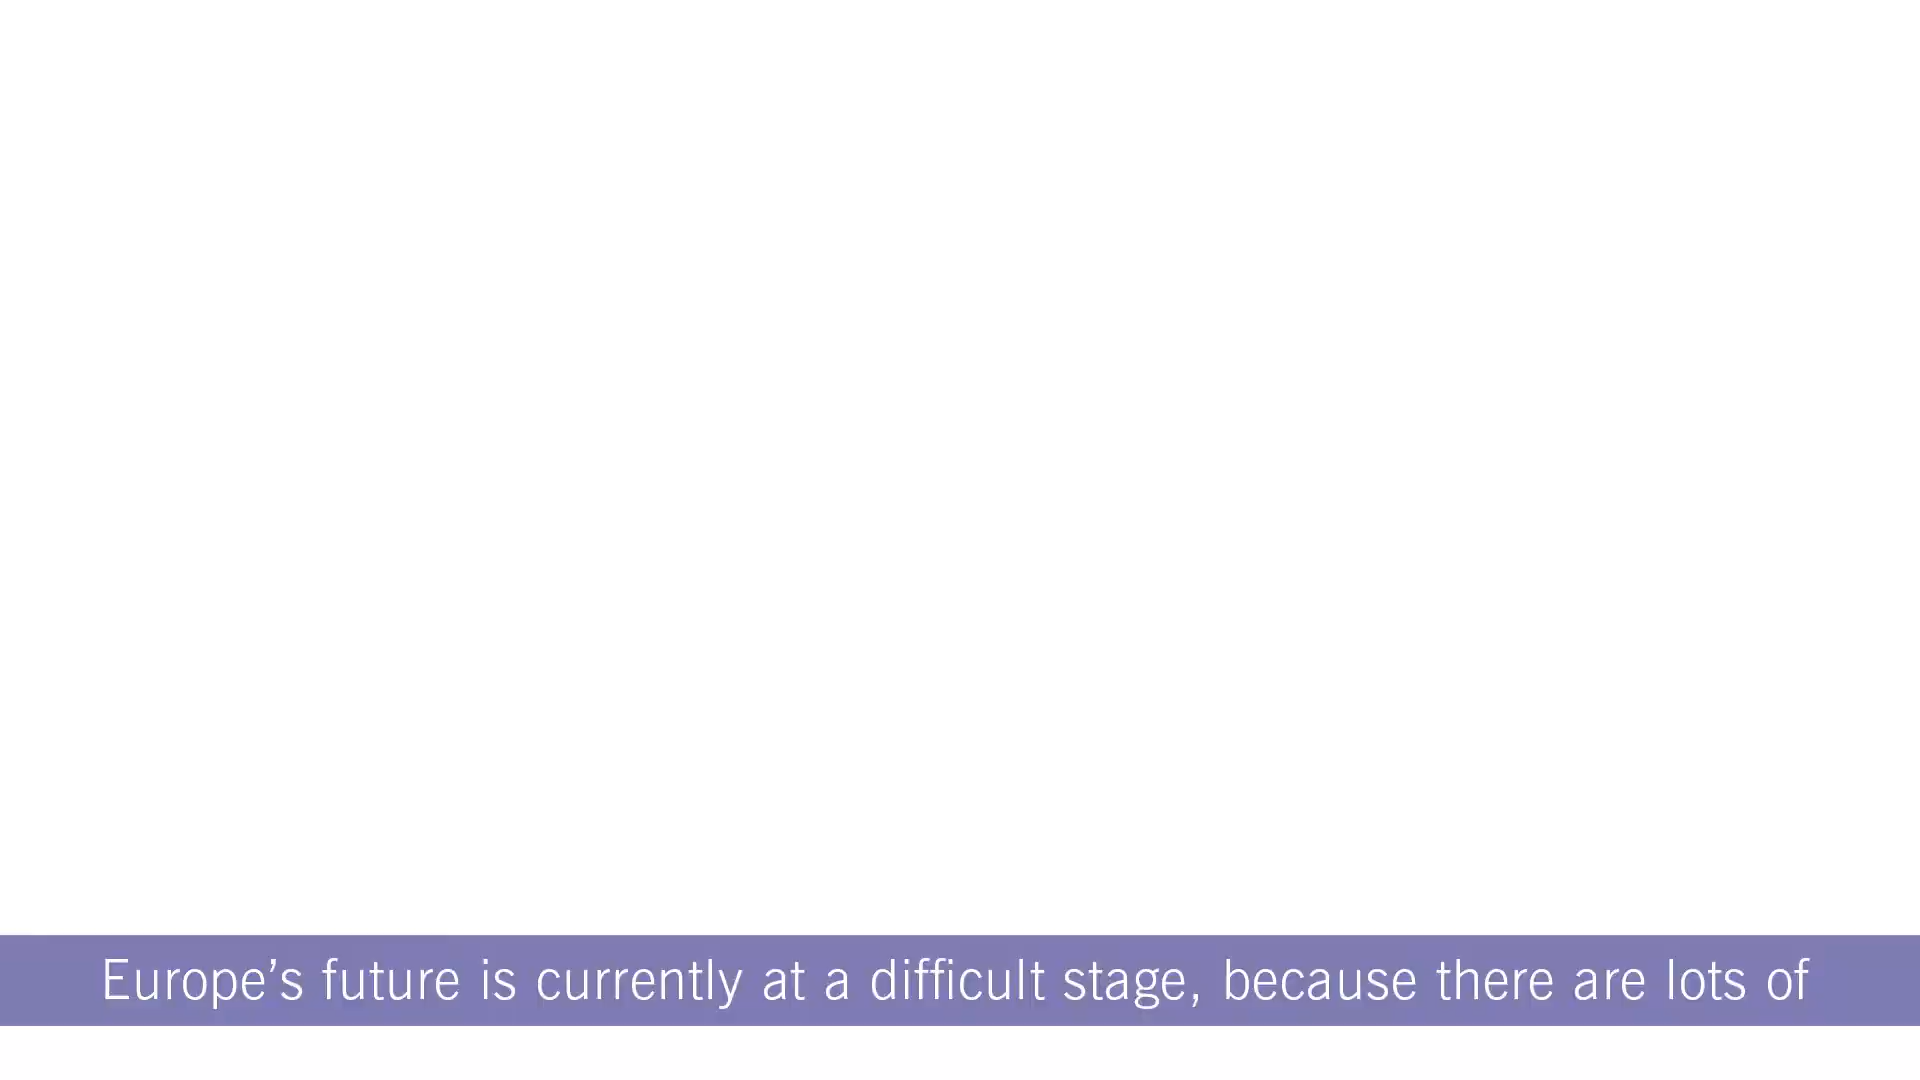 Europe’s future is currently at a difficult stage, because there are lots of